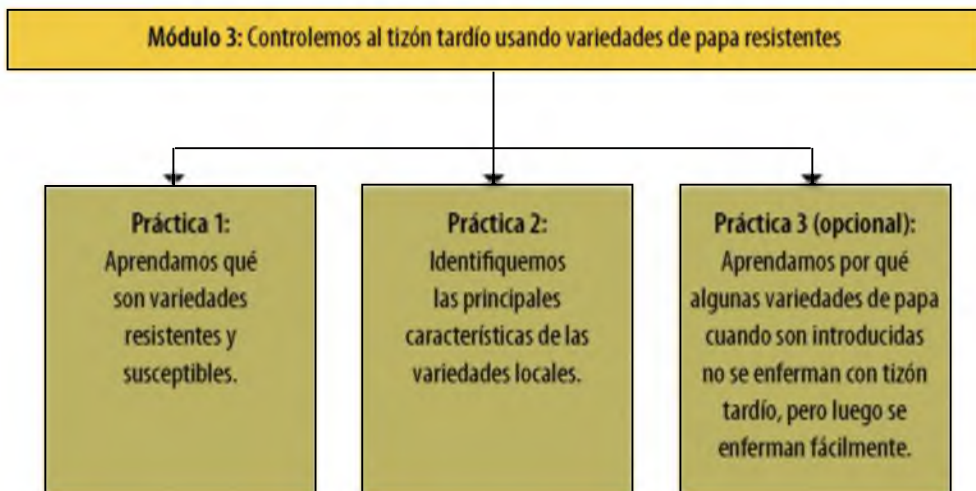 Módulo 3: Controlemos al tizón tardío usando variedades de papa resistentes
Práctica 1:
Aprendamos qué
son variedades
resistentes y
susceptibles.
Práctica 2:
Identifiquemos
las principales
características de las
variedades locales.
Práctica 3 (opcional):
Aprendamos por qué
algunas variedades de papa
cuando son introducidas
no se enferman con tizón
tardío, pero luego se
enferman fácilmente.